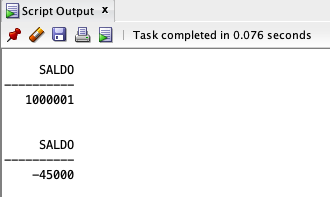 Script Output x
Task completed in 0.076 seconds
SALDO
----------
1000001
SALDO
----------
-45000